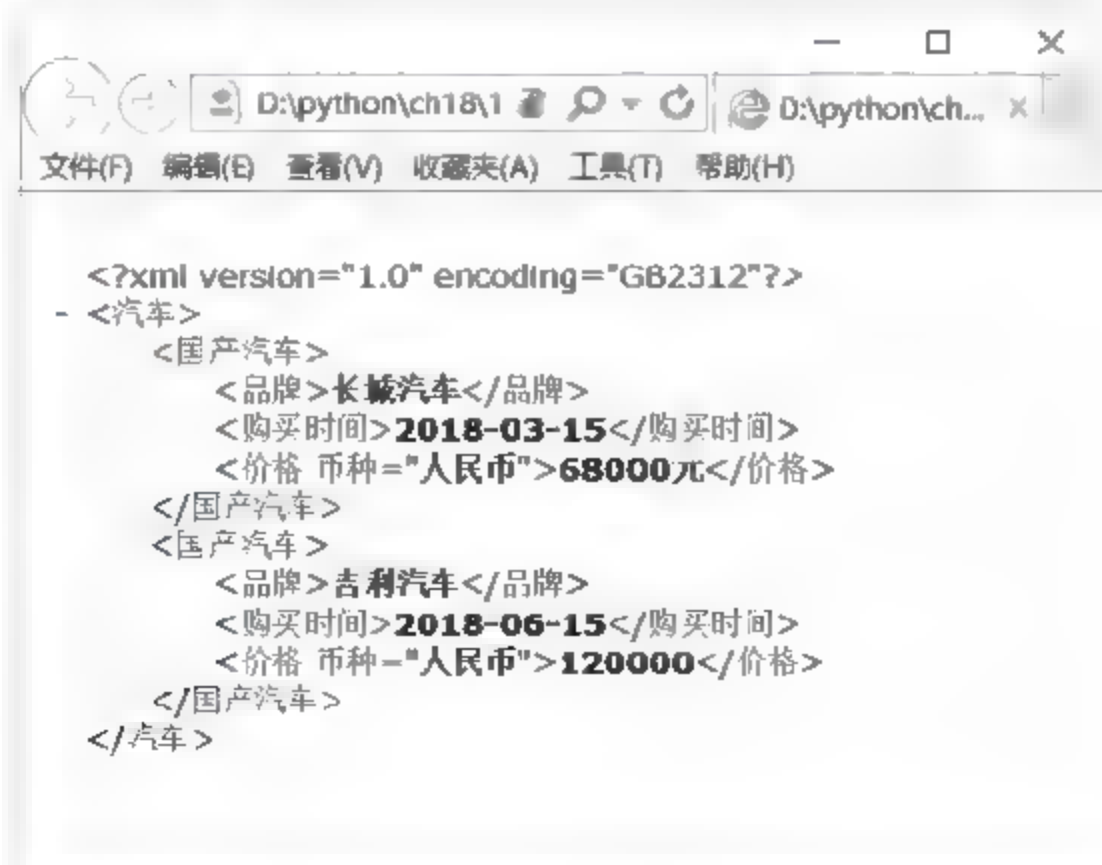 D:\python\ch18\1
D:\python\ch...
文件(F) 编辑(E) 查看(V) 收藏夹(A) 工具(T) 帮助(H)
<?xml version="1.0" encoding="GB2312"?>
- <汽车>
<国产汽车>
<品牌>长城汽车</品牌>
<购买时间>2018-03-15</购买时间>
<价格 币种="人民币">68000元</价格>
</国产汽车>
<国产汽车>
<品牌>吉利汽车</品牌>
<购买时间>2018-06-15</购买时间>
<价格 币种="人民币">120000</价格>
</国产汽车>
</汽车>